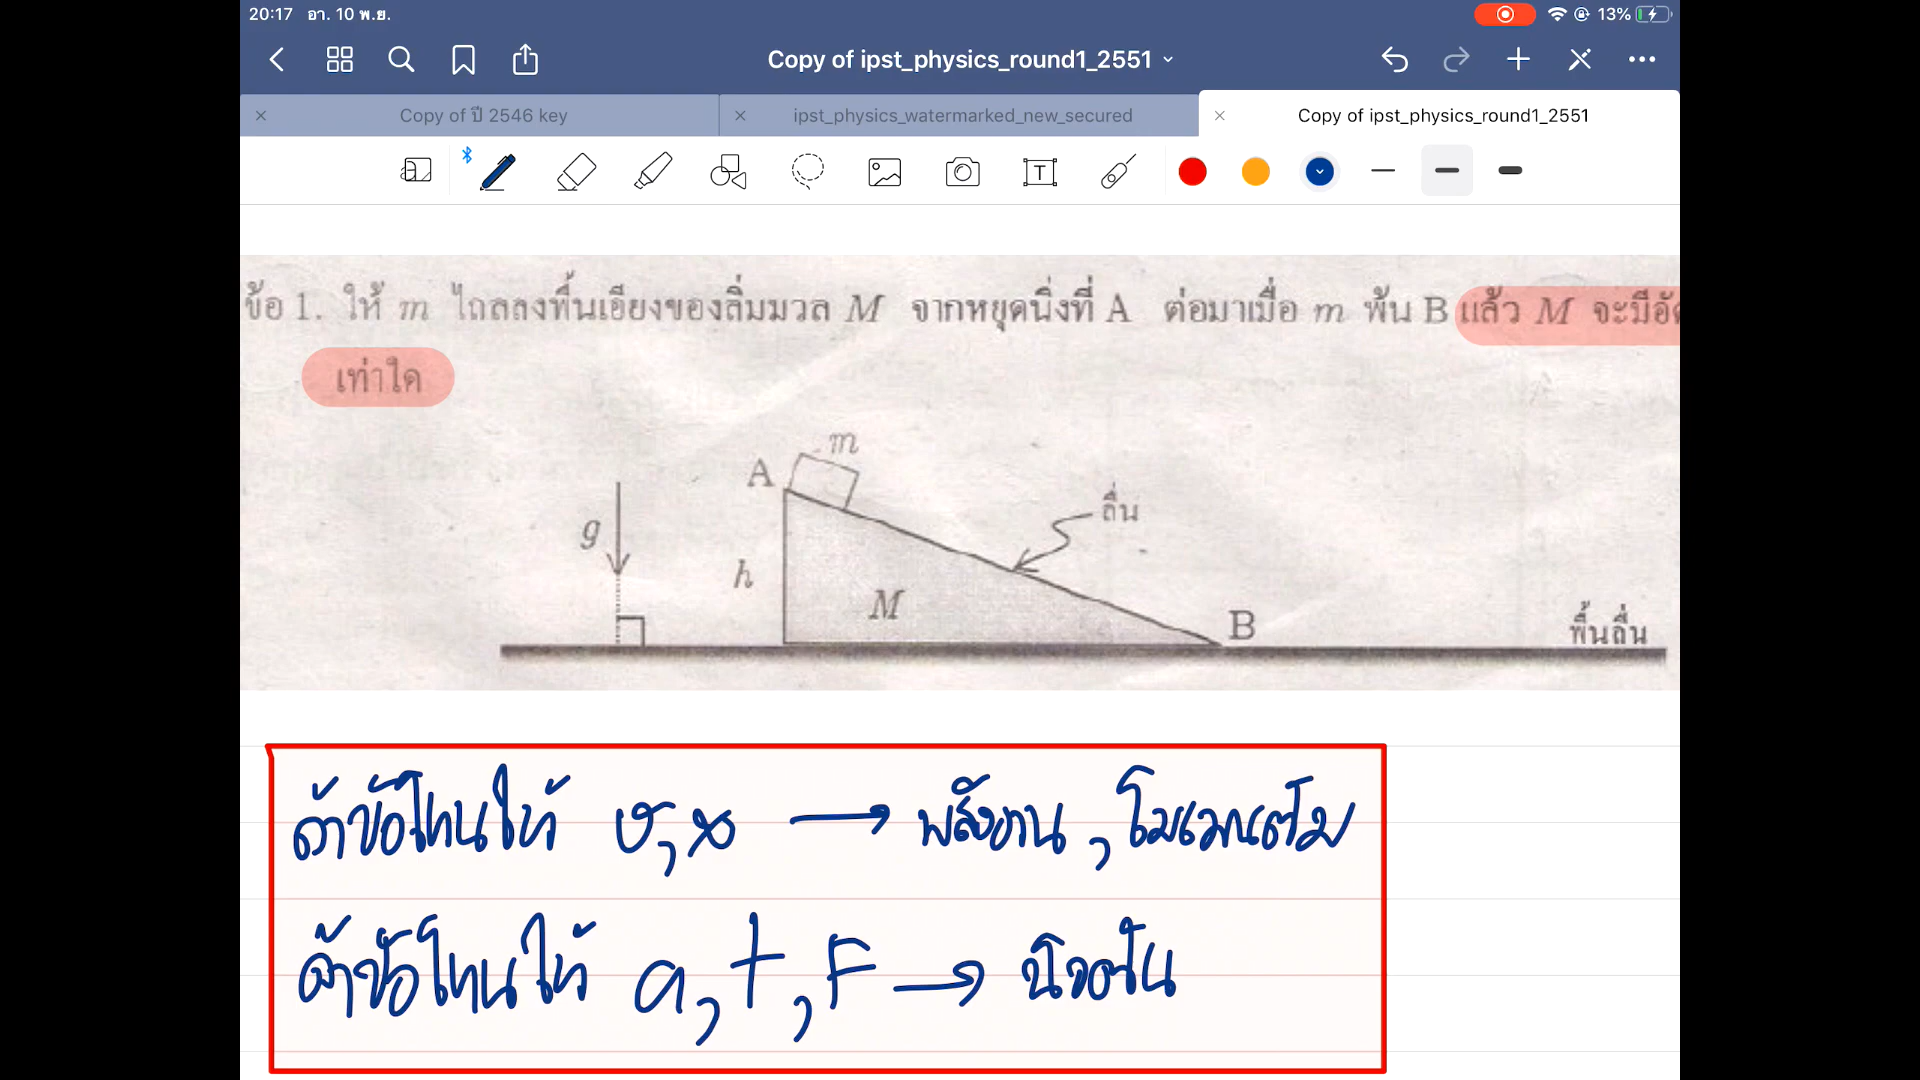 20:17 อา. 10 พ.ย.
13%
Copy of ipst_physics_round1_2551
Copy of ปี 2546 key
ipst_physics_watermarked_new_secured
Copy of ipst_physics_round1_2551
ข้อ 1. ให้ m ไถลลงพื้นเอียงของลิ่มมวล M จากหยุดนิ่งที่ A ต่อมาเมื่อ m พ้น B แล้ว M จะมีอัต
เท่าใด
m
A
ลื่น
g
h
M
B
พื้นลื่น
ถ้าข้อไหนให้ v, x → พลังงาน, โมเมนตัม
ถ้าข้อไหนให้ a, t, F → นิวตัน